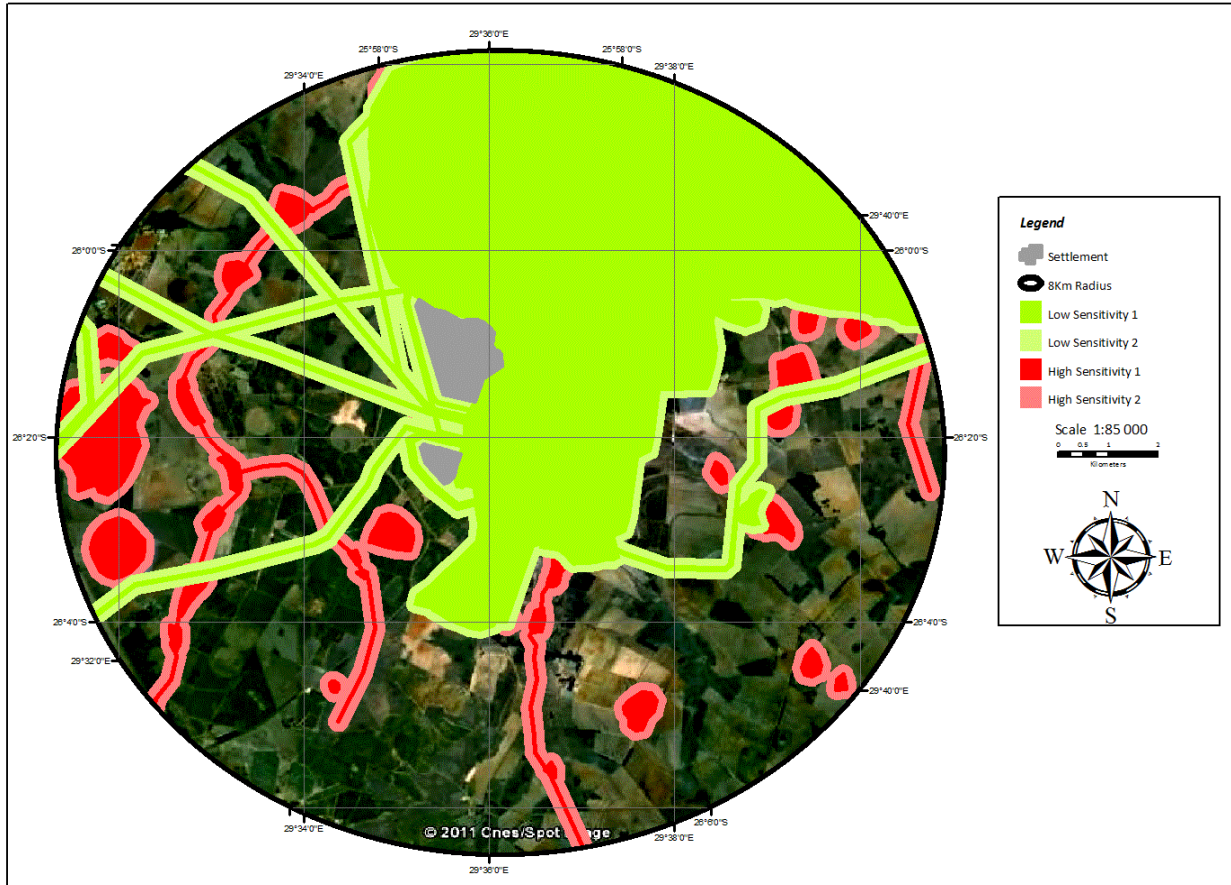 29°36'0"E
25°58'0"S
25°58'0"S
29°34'0"E
29°38'0"E
29°40'0"E
26°0'0"S
26°0'0"S
26°2'0"S
26°2'0"S
26°4'0"S
26°4'0"S
29°32'0"E
29°40'0"E
29°34'0"E
26°6'0"S
29°38'0"E
© 2011 Cnes/Spot Image
29°36'0"E
Legend
Settlement
8Km Radius
Low Sensitivity 1
Low Sensitivity 2
High Sensitivity 1
High Sensitivity 2
Scale 1:85 000
0 0.5 1 2
Kilometers
N
W E
S